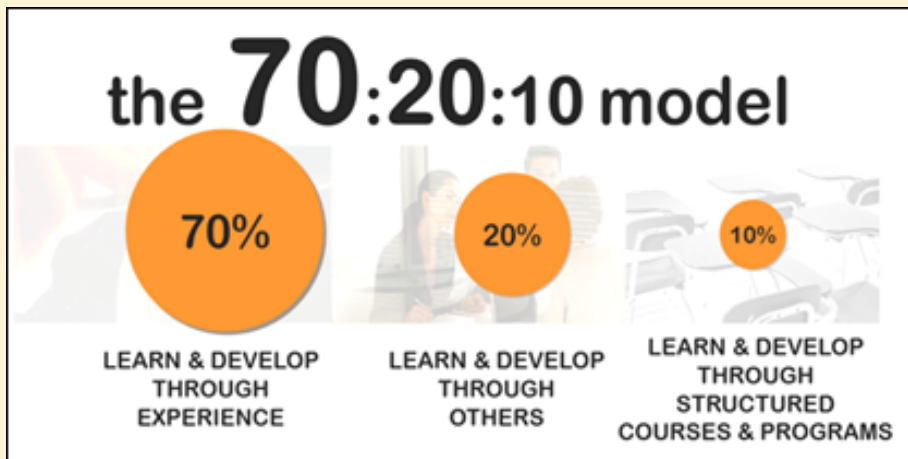 the 70:20:10 model
70%
20%
10%
LEARN & DEVELOP
THROUGH
EXPERIENCE
LEARN & DEVELOP
THROUGH
OTHERS
LEARN & DEVELOP
THROUGH
STRUCTURED
COURSES & PROGRAMS